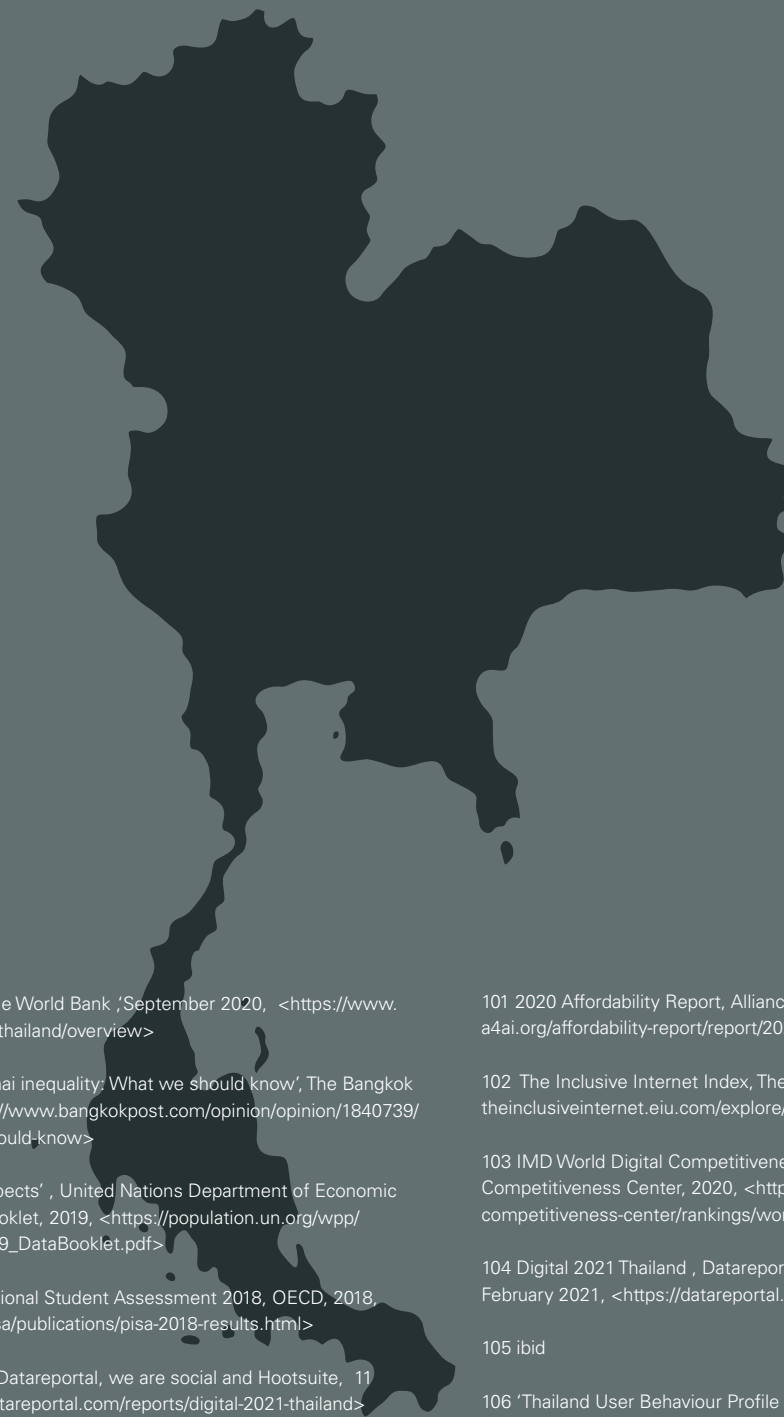 e World Bank ,‘September 2020,  <https://www.
thailand/overview>
ai inequality: What we should know’, The Bangkok
//www.bangkokpost.com/opinion/opinion/1840739/
ould-know>
pects’ , United Nations Department of Economic
oklet, 2019, <https://population.un.org/wpp/
9_DataBooklet.pdf>
ional Student Assessment 2018, OECD, 2018,
sa/publications/pisa-2018-results.html>
Datareportal, we are social and Hootsuite,  11
tareportal.com/reports/digital-2021-thailand>
101 2020 Affordability Report, Allianc
a4ai.org/affordability-report/report/20
102  The Inclusive Internet Index, The
theinclusiveinternet.eiu.com/explore/
103 IMD World Digital Competitivene
Competitiveness Center, 2020, <http
competitiveness-center/rankings/wor
104 Digital 2021 Thailand , Datarepor
February 2021, <https://datareportal.
105 ibid
106 ‘Thailand User Behaviour Profile